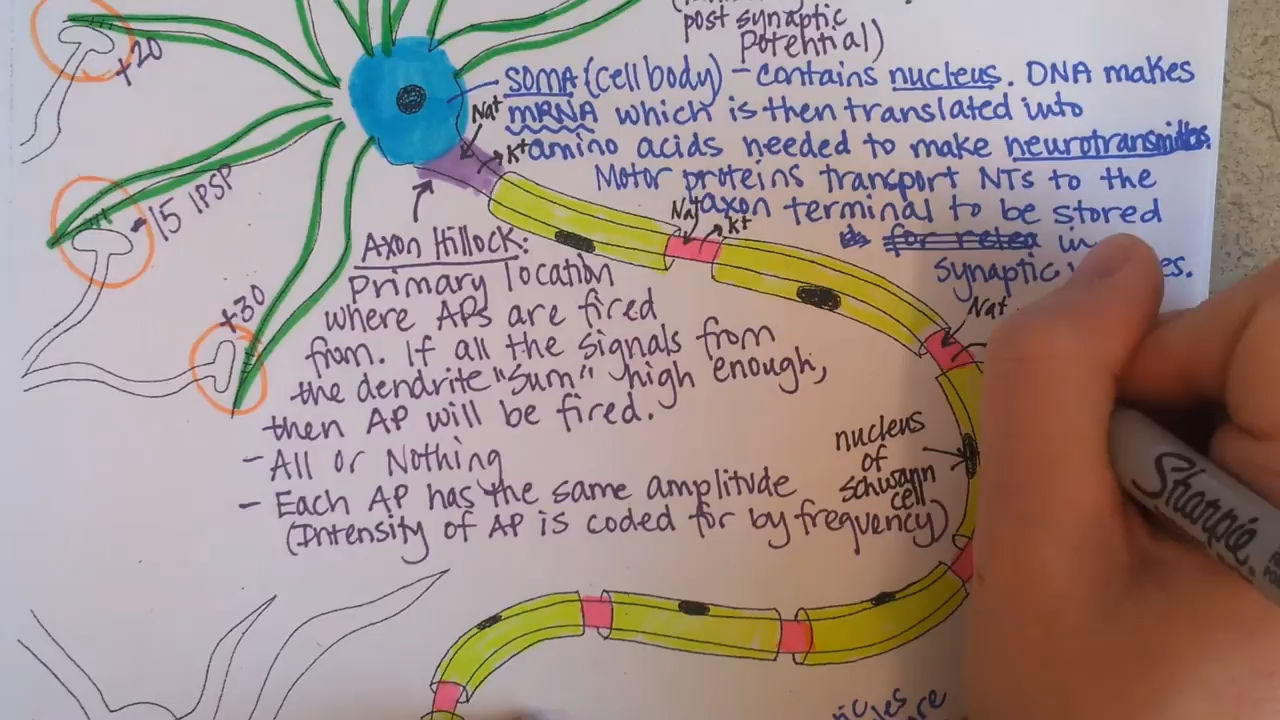 post synaptic
potential)
+20
SOMA (cell body) - contains nucleus. DNA makes
mRNA which is then translated into
amino acids needed to make neurotransmitters.
Motor proteins transport NTs to the
axon terminal to be stored
in
synaptic
Na+
K+
-15 IPSP
+30
Na+
K+
Na+
Axon Hillock:
Primary location
where APs are fired
from. If all the signals from
the dendrite "sum" high enough,
then AP will be fired.
- All or Nothing
- Each AP has the same amplitude
(Intensity of AP is coded for by frequency)
nucleus
of
schwann
cell
Sharpie